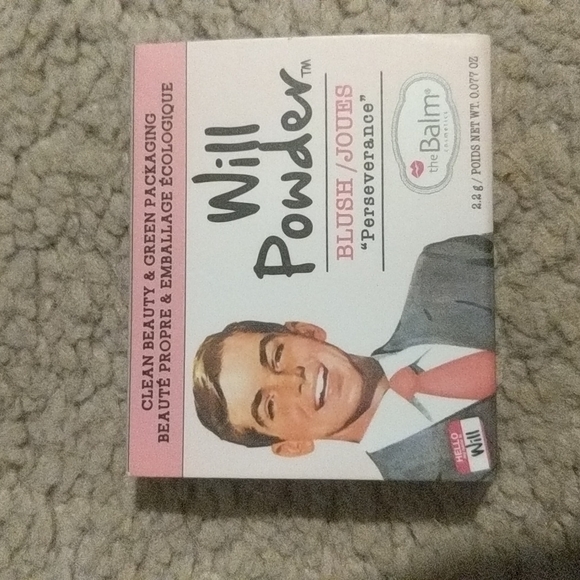 CLEAN BEAUTY & GREEN PACKAGING
BEAUTÉ PROPRE & EMBALLAGE ÉCOLOGIQUE
Will
Powder™
BLUSH / JOUES
"Perseverance"
theBalm®
cosmetics
2.2 g / POIDS NET WT. 0.077 OZ
HELLO
Will